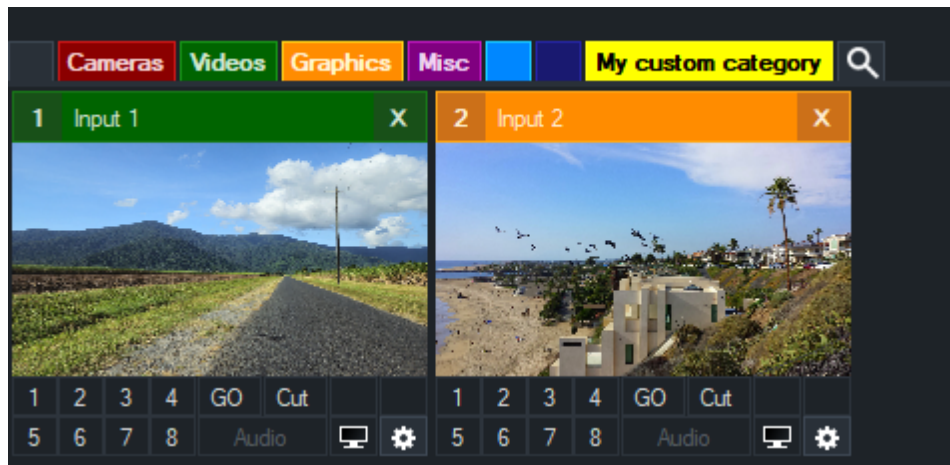 Cameras Videos Graphics Misc My custom category
1 Input 1 X 2 Input 2 X
1 2 3 4 GO Cut 1 2 3 4 GO Cut
5 6 7 8 Audio 5 6 7 8 Audio